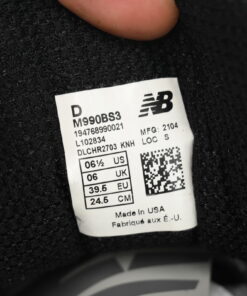 D
M990BS3
NB
194768990021
L102834
DLCHR2703 KNH
MFG: 2104
LOC S
06½ US
06 UK
39.5 EU
24.5 CM
Made in USA
Fabriqué aux É.-U.